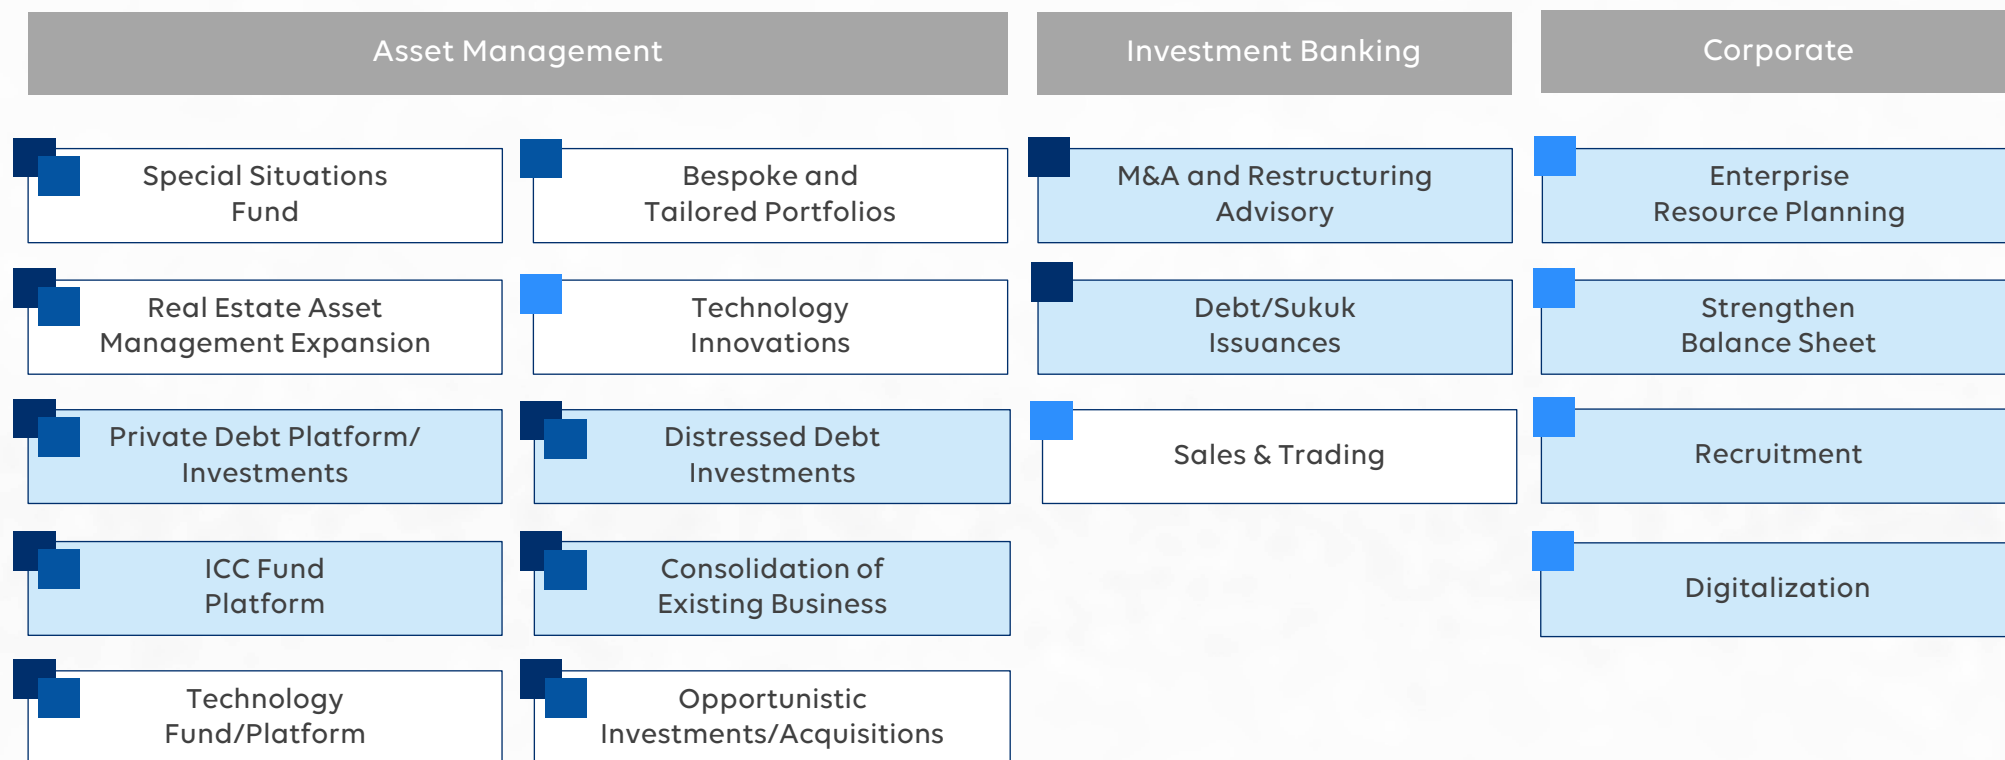 Asset Management
Investment Banking
Corporate
Special Situations
Fund
Bespoke and
Tailored Portfolios
M&A and Restructuring
Advisory
Enterprise
Resource Planning
Real Estate Asset
Management Expansion
Technology
Innovations
Debt/Sukuk
Issuances
Strengthen
Balance Sheet
Private Debt Platform/
Investments
Distressed Debt
Investments
Sales & Trading
Recruitment
ICC Fund
Platform
Consolidation of
Existing Business
Digitalization
Technology
Fund/Platform
Opportunistic
Investments/Acquisitions